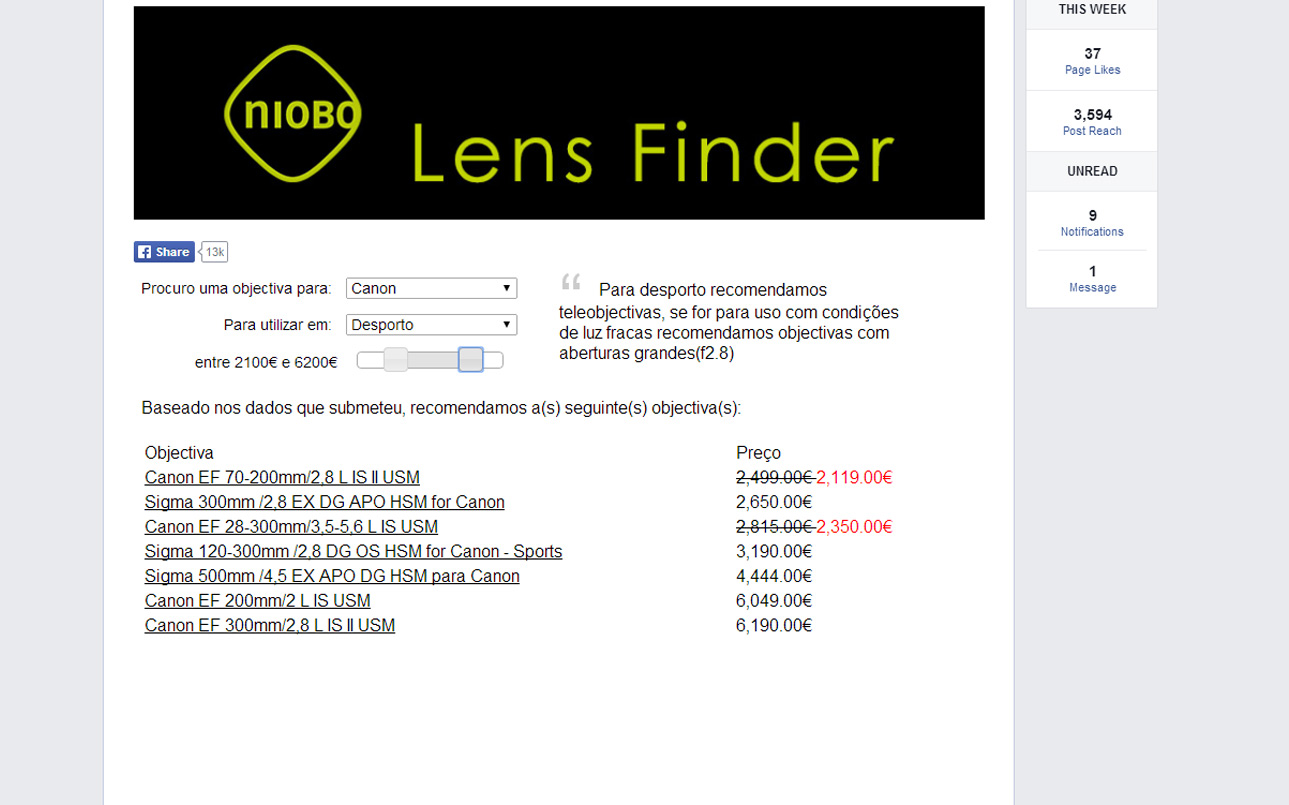 NIOBO
Lens Finder
Share 13k
Procuro uma objectiva para: Canon
Para utilizar em: Desporto
entre 2100€ e 6200€
“ Para desporto recomendamos
teleobjectivas, se for para uso com condições
de luz fracas recomendamos objectivas com
aberturas grandes(f2.8)
Baseado nos dados que submeteu, recomendamos a(s) seguinte(s) objectiva(s):
Objectiva Preço
Canon EF 70-200mm/2,8 L IS II USM 2,499.00€ 2,119.00€
Sigma 300mm /2,8 EX DG APO HSM for Canon 2,650.00€
Canon EF 28-300mm/3,5-5,6 L IS USM 2,815.00€ 2,350.00€
Sigma 120-300mm /2,8 DG OS HSM for Canon - Sports 3,190.00€
Sigma 500mm /4,5 EX APO DG HSM para Canon 4,444.00€
Canon EF 200mm/2 L IS USM 6,049.00€
Canon EF 300mm/2,8 L IS II USM 6,190.00€
THIS WEEK
37
Page Likes
3,594
Post Reach
UNREAD
9
Notifications
1
Message